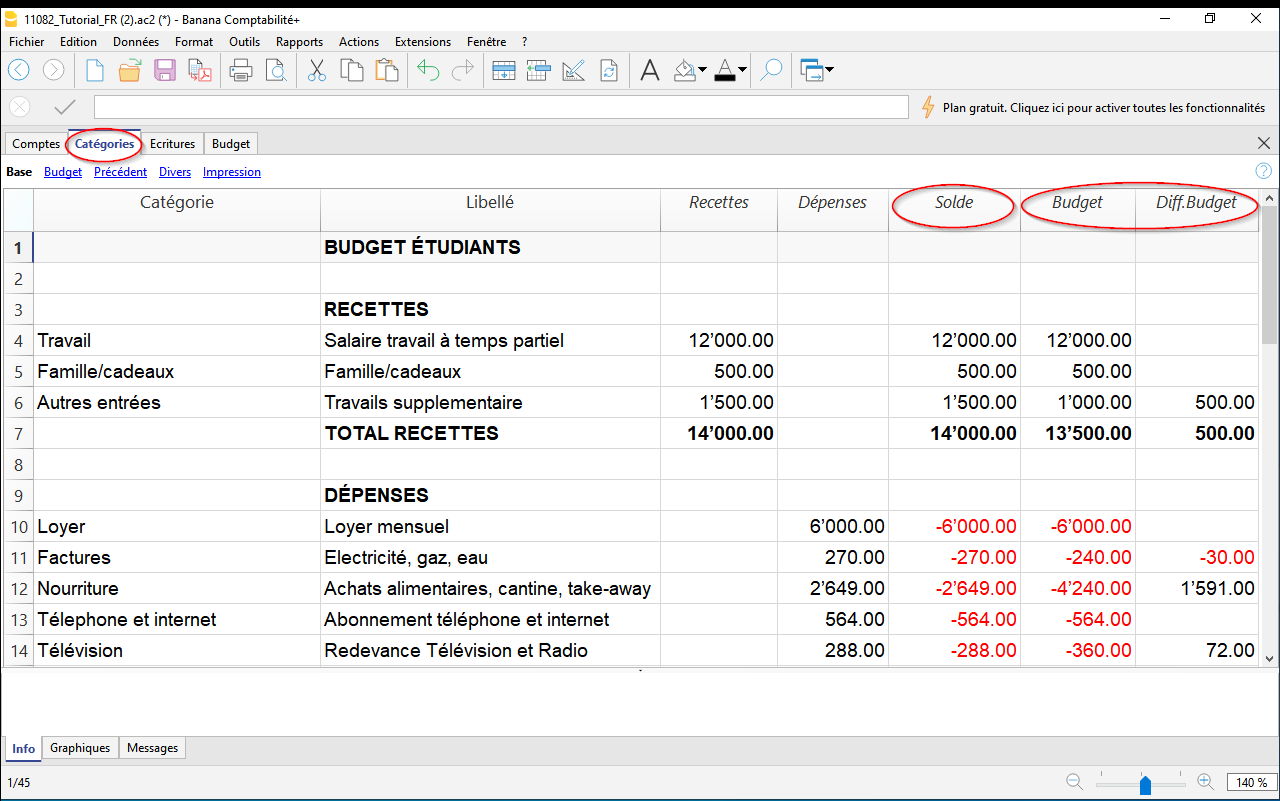 11082_Tutorial_FR (2).ac2 (*) - Banana Comptabilité+
Fichier Edition Données Format Outils Rapports Actions Extensions Fenêtre ?
Plan gratuit. Cliquez ici pour activer toutes les fonctionnalités
Comptes Catégories Ecritures Budget
Base Budget Précédent Divers Impression
Catégorie Libellé Recettes Dépenses Solde Budget Diff.Budget
1 BUDGET ÉTUDIANTS
2
3 RECETTES
4 Travail Salaire travail à temps partiel 12’000.00 12’000.00 12’000.00
5 Famille/cadeaux Famille/cadeaux 500.00 500.00 500.00
6 Autres entrées Travails supplementaire 1’500.00 1’500.00 1’000.00 500.00
7 TOTAL RECETTES 14’000.00 14’000.00 13’500.00 500.00
8
9 DÉPENSES
10 Loyer Loyer mensuel 6’000.00 -6’000.00 -6’000.00
11 Factures Electricité, gaz, eau 270.00 -270.00 -240.00 -30.00
12 Nourriture Achats alimentaires, cantine, take-away 2’649.00 -2’649.00 -4’240.00 1’591.00
13 Télephone et internet Abonnement téléphone et internet 564.00 -564.00 -564.00
14 Télévision Redevance Télévision et Radio 288.00 -288.00 -360.00 72.00
Info Graphiques Messages
1/45 140 %